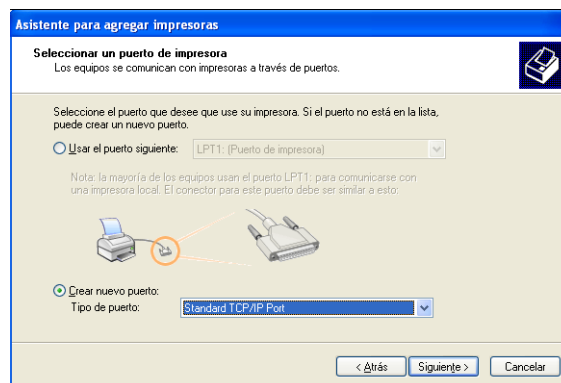 Asistente para agregar impresoras
Seleccionar un puerto de impresora
Los equipos se comunican con impresoras a través de puertos.
Seleccione el puerto que desee que use su impresora. Si el puerto no está en la lista,
puede crear un nuevo puerto.
Usar el puerto siguiente: LPT1: (Puerto de impresora)
Nota: la mayoría de los equipos usan el puerto LPT1: para comunicarse con
una impresora local. El conector para este puerto debe ser similar a esto:
Crear nuevo puerto:
Tipo de puerto: Standard TCP/IP Port
< Atrás Siguiente > Cancelar